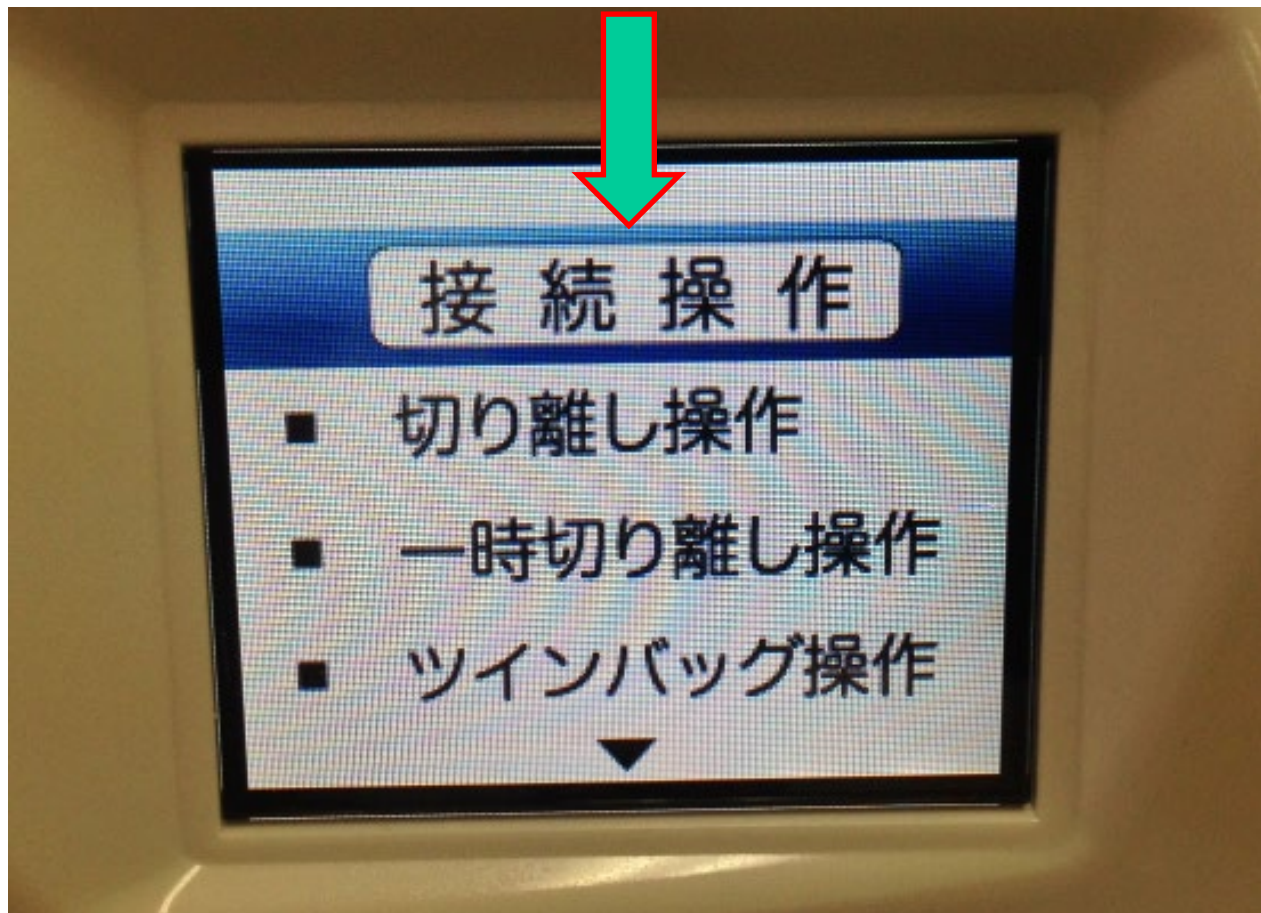 接続操作
■ 切り離し操作
■ 一時切り離し操作
■ ツインバッグ操作
▼